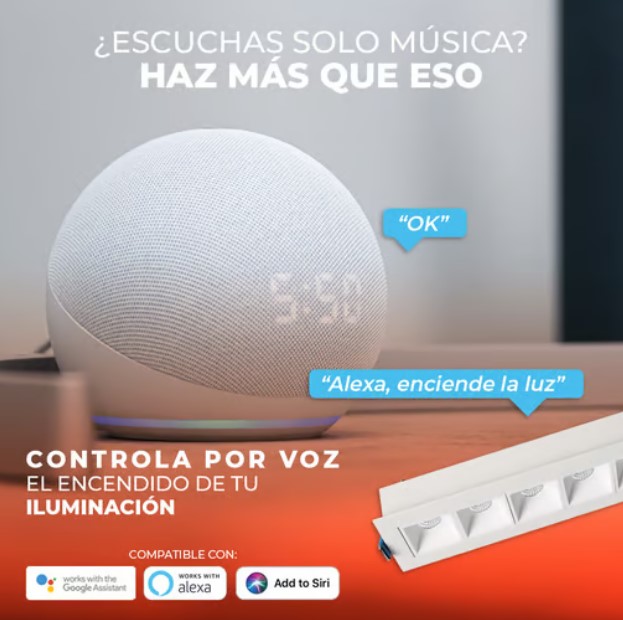 ¿ESCUCHAS SOLO MÚSICA?
HAZ MÁS QUE ESO
“OK”
5:50
“Alexa, enciende la luz”
CONTROLA POR VOZ
EL ENCENDIDO DE TU
ILUMINACIÓN
COMPATIBLE CON:
works with the
Google Assistant
WORKS WITH
alexa
Add to Siri